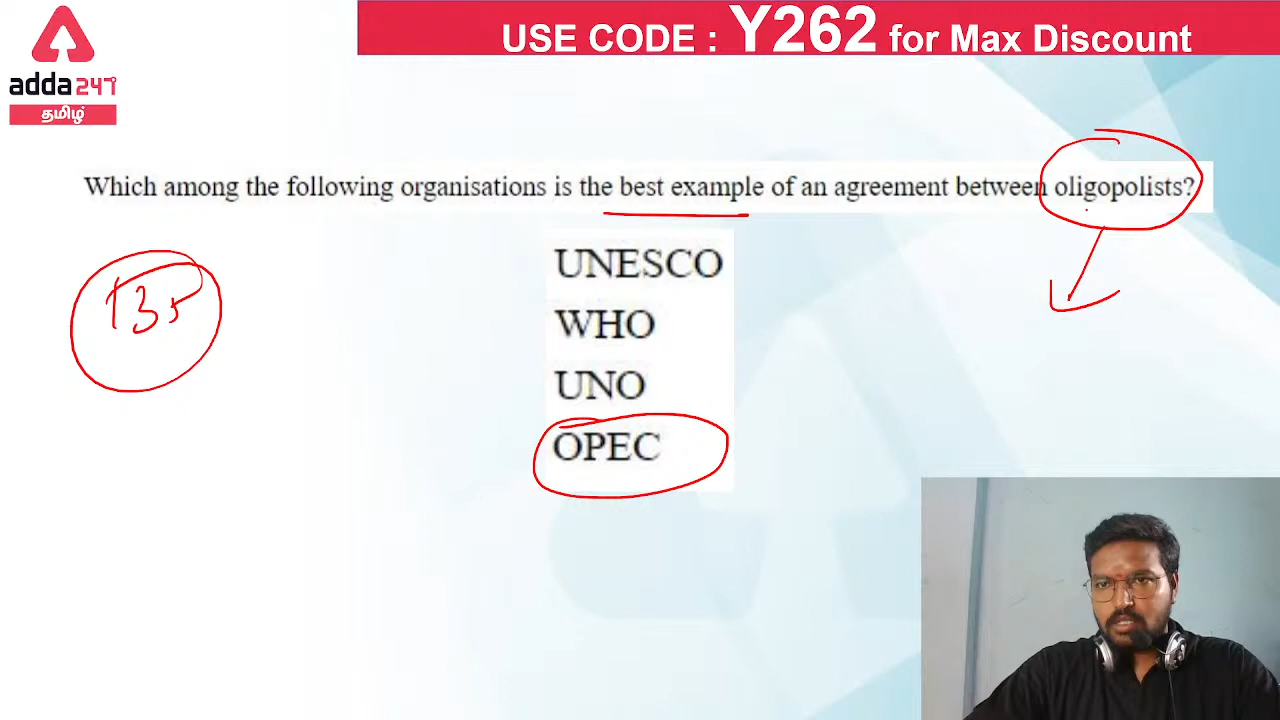 USE CODE : Y262 for Max Discount
adda247
தமிழ்
Which among the following organisations is the best example of an agreement between oligopolists?
135
UNESCO
WHO
UNO
OPEC